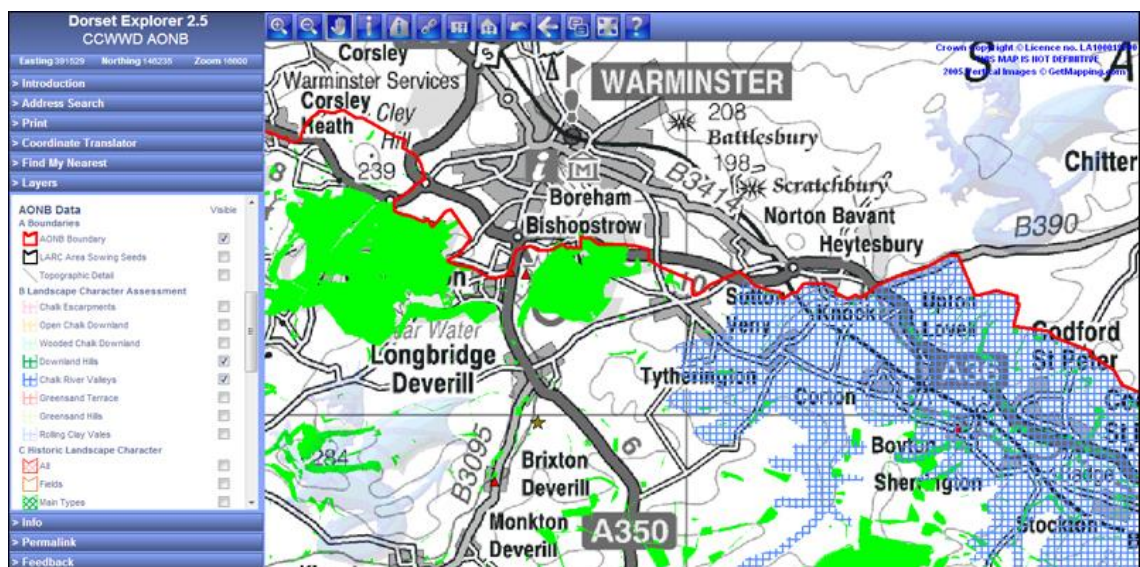 Dorset Explorer 2.5
CCWWD AONB
Easting 391529 Northing 146235 Zoom 16000
> Introduction
> Address Search
> Print
> Coordinate Translator
> Find My Nearest
> Layers
AONB Data Visible
A Boundaries
AONB Boundary
LARC Area Sowing Seeds
Topographic Detail
B Landscape Character Assessment
Chalk Escarpments
Open Chalk Downland
Wooded Chalk Downland
Downland Hills
Chalk River Valleys
Greensand Terrace
Greensand Hills
Rolling Clay Vales
C Historic Landscape Character
All
Fields
Main Types
> Info
> Permalink
> Feedback
Crown Copyright © Licence no.
THIS MAP IS NOT DEFINITIVE
2005 Vertical Images © GetMapping.com
Corsley
Warminster Services
Corsley
Heath
Cley
Hill
239
WARMINSTER
208
Battlesbury
198
Scratchbury
B3414
Chitter
Boreham
Bishopstrow
Norton Bavant
Heytesbury
B390
Sutton
Veny
Knook
Upton
Lovell
Codford
St Peter
A36
Longbridge
Deverill
Tytherington
Corton
Boyton
Sherrington
Stockton
284
B3095
6
Brixton
Deverill
Monkton
Deverill
A350